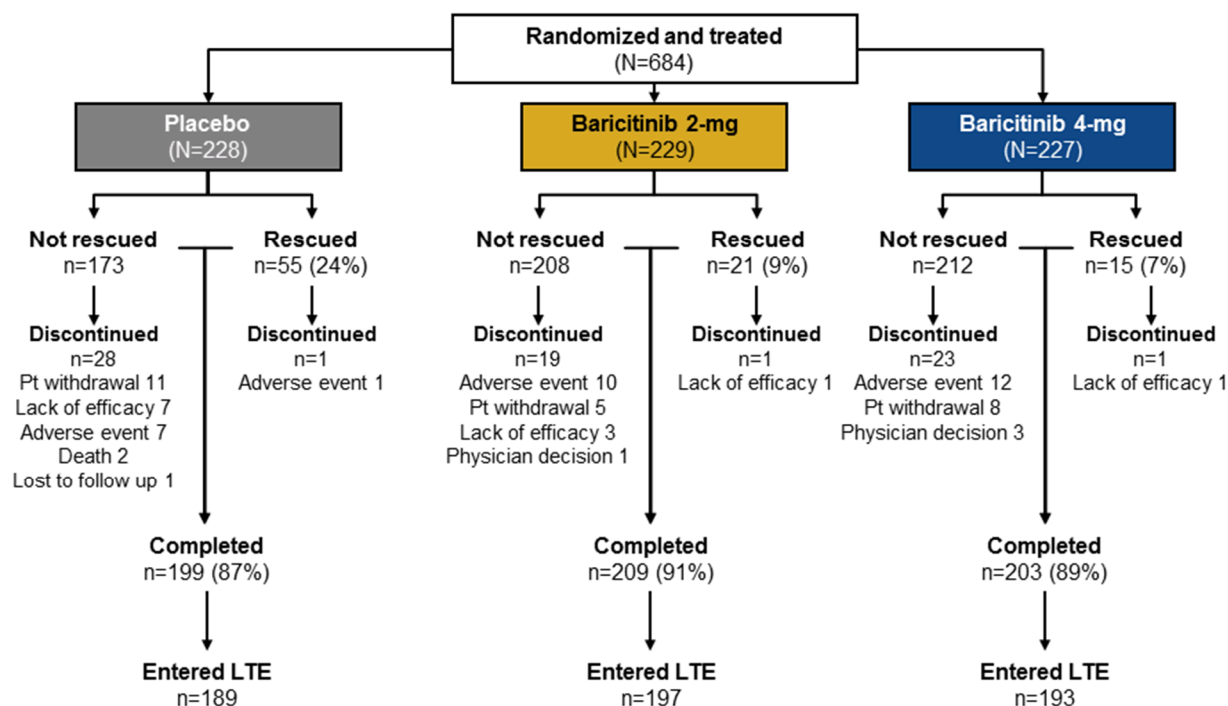 Randomized and treated
(N=684)
Placebo
(N=228)
Baricitinib 2-mg
(N=229)
Baricitinib 4-mg
(N=227)
Not rescued
n=173
Rescued
n=55 (24%)
Not rescued
n=208
Rescued
n=21 (9%)
Not rescued
n=212
Rescued
n=15 (7%)
Discontinued
n=28
Pt withdrawal 11
Lack of efficacy 7
Adverse event 7
Death 2
Lost to follow up 1
Discontinued
n=1
Adverse event 1
Discontinued
n=19
Adverse event 10
Pt withdrawal 5
Lack of efficacy 3
Physician decision 1
Discontinued
n=1
Lack of efficacy 1
Discontinued
n=23
Adverse event 12
Pt withdrawal 8
Physician decision 3
Discontinued
n=1
Lack of efficacy 1
Completed
n=199 (87%)
Completed
n=209 (91%)
Completed
n=203 (89%)
Entered LTE
n=189
Entered LTE
n=197
Entered LTE
n=193